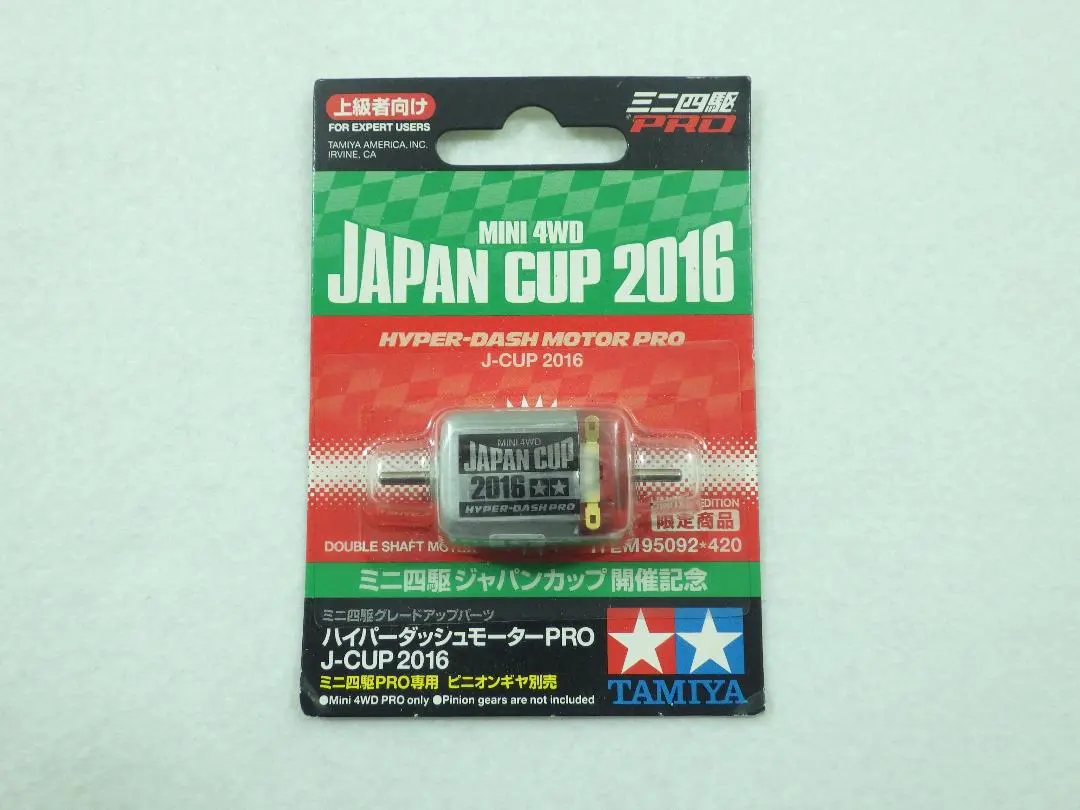 上級者向け
FOR EXPERT USERS
TAMIYA AMERICA, INC.
IRVINE, CA
ミニ四駆
PRO
MINI 4WD
JAPAN CUP 2016
HYPER-DASH MOTOR PRO
J-CUP 2016
MINI 4WD
JAPAN CUP
2016
HYPER-DASH PRO
EDITION
限定商品
DOUBLE SHAFT
ITEM 95092*420
ミニ四駆 ジャパンカップ 開催記念
ミニ四駆グレードアップパーツ
ハイパーダッシュモーターPRO
J-CUP 2016
ミニ四駆PRO専用 ピニオンギヤ別売
●Mini 4WD PRO only ●Pinion gears are not included
TAMIYA